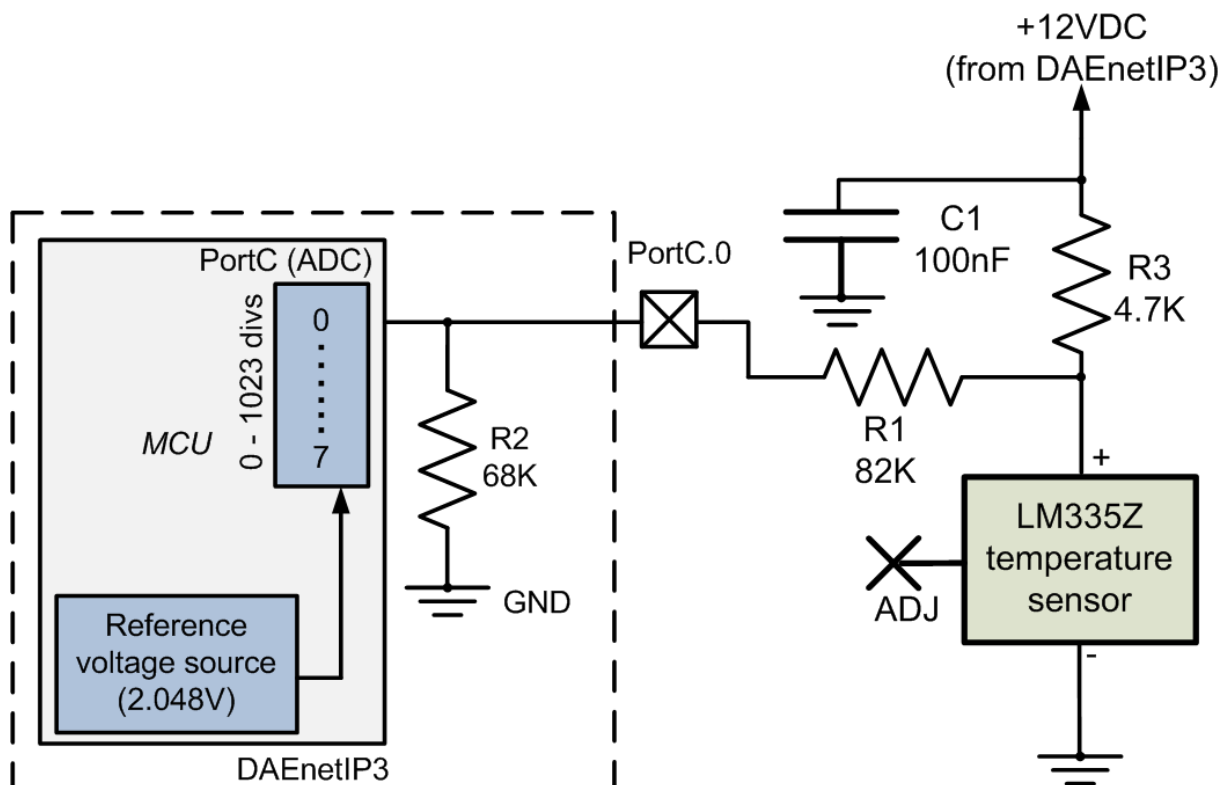 +12VDC
(from DAEnetIP3)
C1
100nF
R3
4.7K
PortC (ADC)
PortC.0
0 - 1023 divs
0
7
MCU
R2
68K
R1
82K
+
LM335Z
temperature
sensor
ADJ
-
GND
Reference
voltage source
(2.048V)
DAEnetIP3